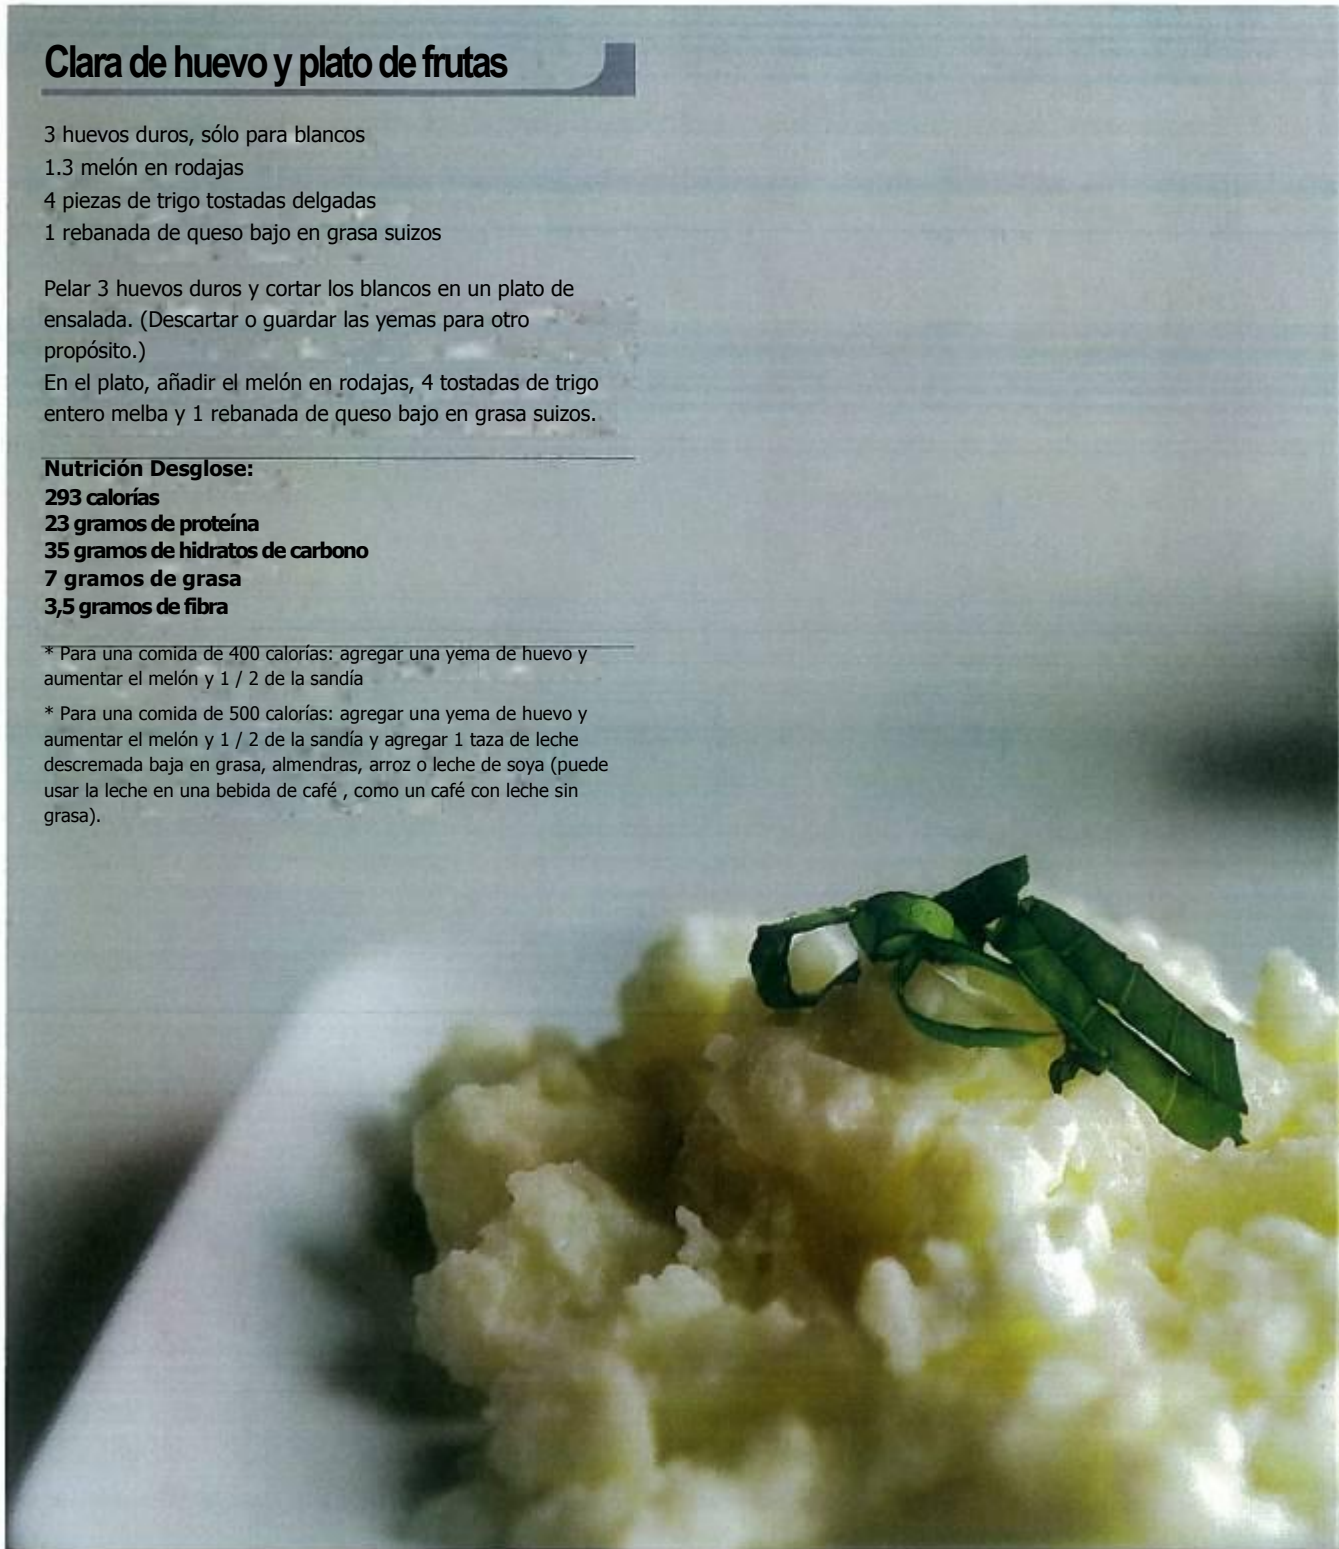 Clara de huevo y plato de frutas
3 huevos duros, sólo para blancos
1.3 melón en rodajas
4 piezas de trigo tostadas delgadas
1 rebanada de queso bajo en grasa suizos
Pelar 3 huevos duros y cortar los blancos en un plato de
ensalada. (Descartar o guardar las yemas para otro
propósito.)
En el plato, añadir el melón en rodajas, 4 tostadas de trigo
entero melba y 1 rebanada de queso bajo en grasa suizos.
Nutrición Desglose:
293 calorías
23 gramos de proteína
35 gramos de hidratos de carbono
7 gramos de grasa
3,5 gramos de fibra
* Para una comida de 400 calorías: agregar una yema de huevo y
aumentar el melón y 1 / 2 de la sandía
* Para una comida de 500 calorías: agregar una yema de huevo y
aumentar el melón y 1 / 2 de la sandía y agregar 1 taza de leche
descremada baja en grasa, almendras, arroz o leche de soya (puede
usar la leche en una bebida de café , como un café con leche sin
grasa).